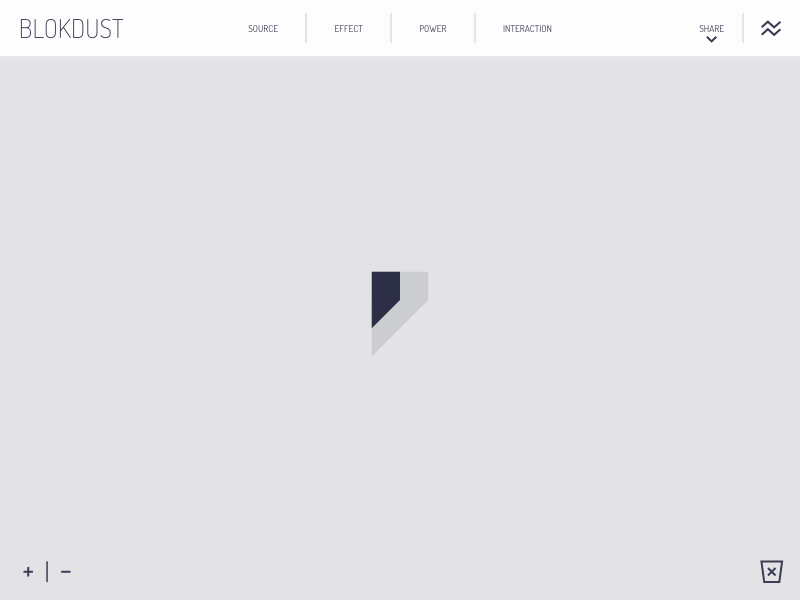 BLOKDUST
SOURCE
EFFECT
POWER
INTERACTION
SHARE